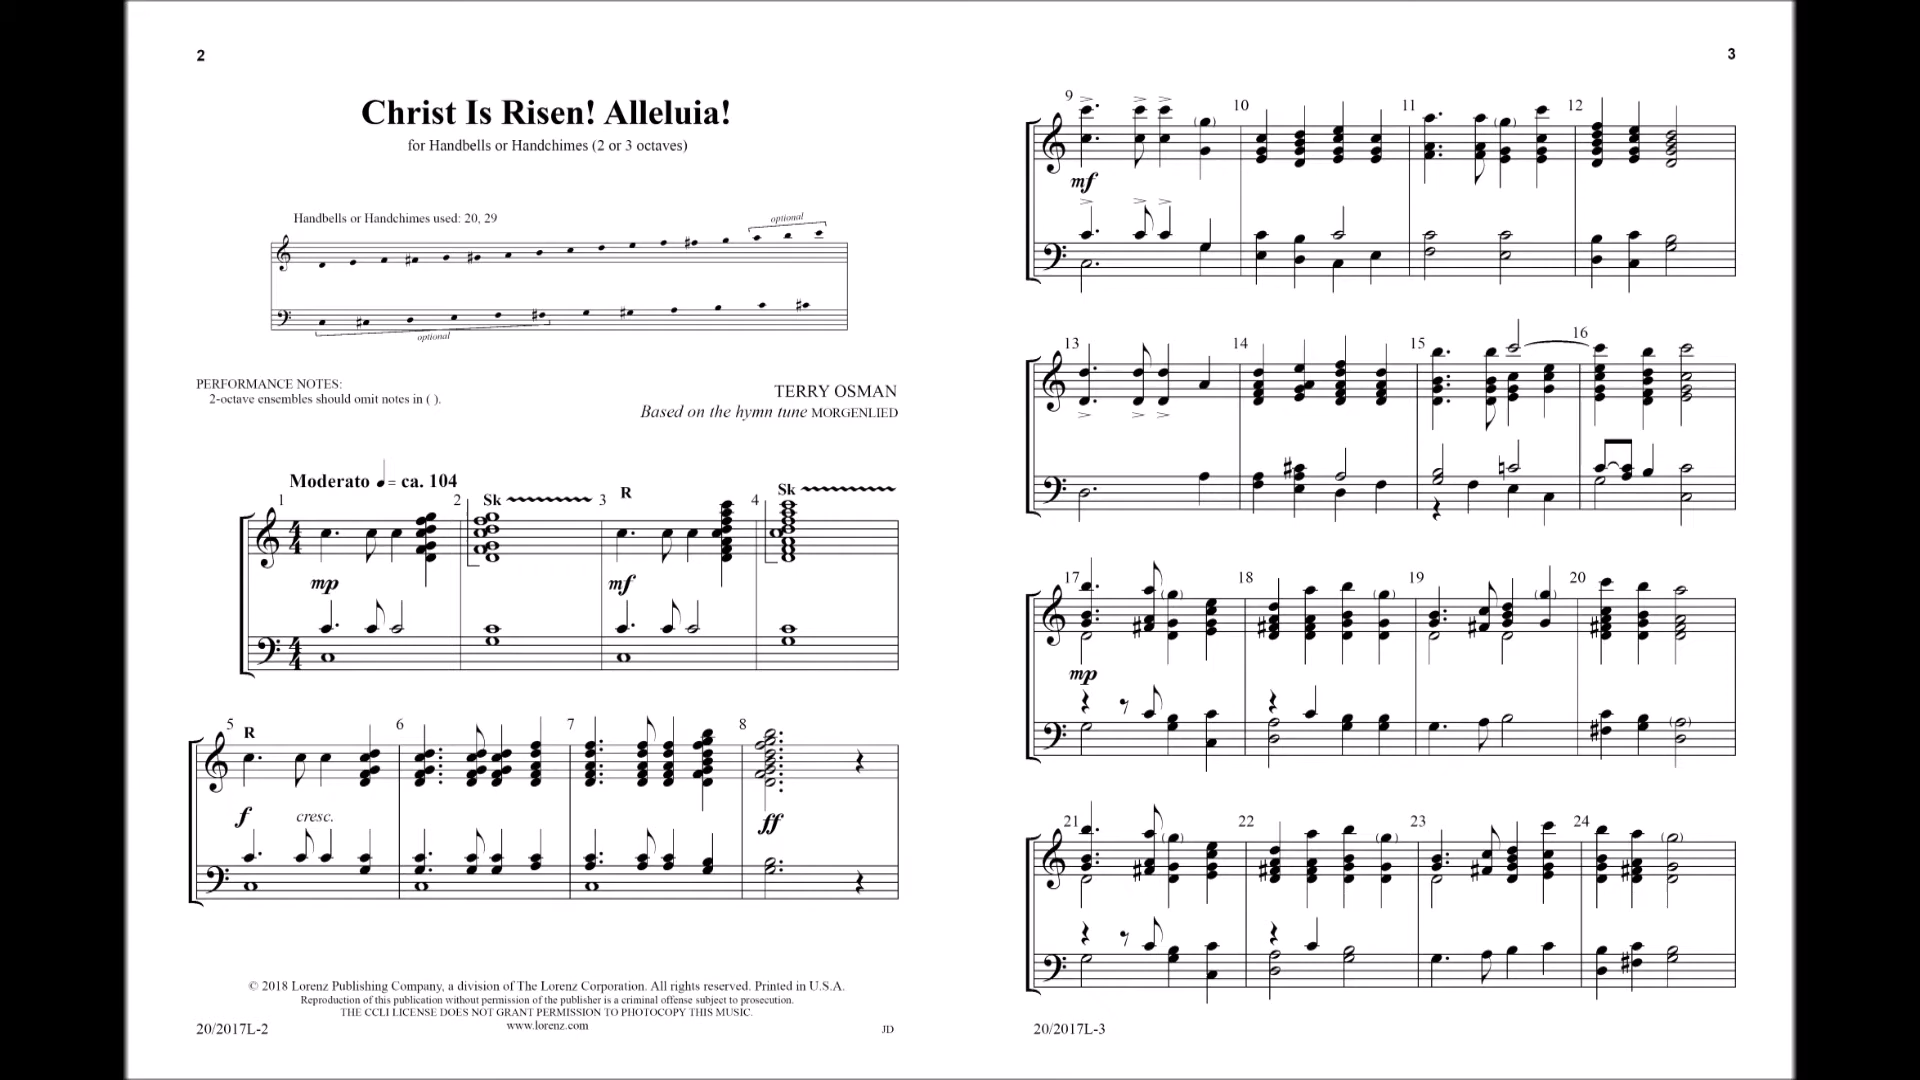 2
Christ Is Risen! Alleluia!
for Handbells or Handchimes (2 or 3 octaves)
Handbells or Handchimes used: 20, 29
optional
optional
PERFORMANCE NOTES:
2-octave ensembles should omit notes in ( ).
TERRY OSMAN
Based on the hymn tune MORGENLIED
Moderato ♩= ca. 104
1 2 Sk 3 R 4 Sk
4 4
mp mf
4 4
5 R 6 7 8
f cresc. ff
© 2018 Lorenz Publishing Company, a division of The Lorenz Corporation. All rights reserved. Printed in U.S.A.
Reproduction of this publication without permission of the publisher is a criminal offense subject to prosecution.
THE CCLI LICENSE DOES NOT GRANT PERMISSION TO PHOTOCOPY THIS MUSIC.
www.lorenz.com
20/2017L-2 JD
3
9 10 11 12
mf
13 14 15 16
17 18 19 20
mp
21 22 23 24
20/2017L-3